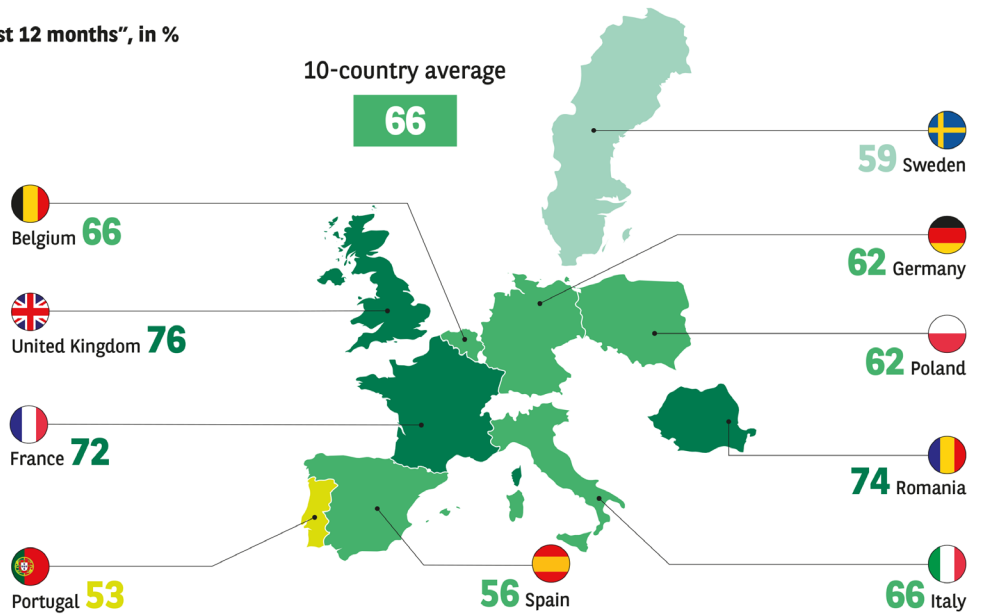 st 12 months”, in %
10-country average
66
59 Sweden
Belgium 66
62 Germany
United Kingdom 76
62 Poland
France 72
74 Romania
Portugal 53
56 Spain
66 Italy